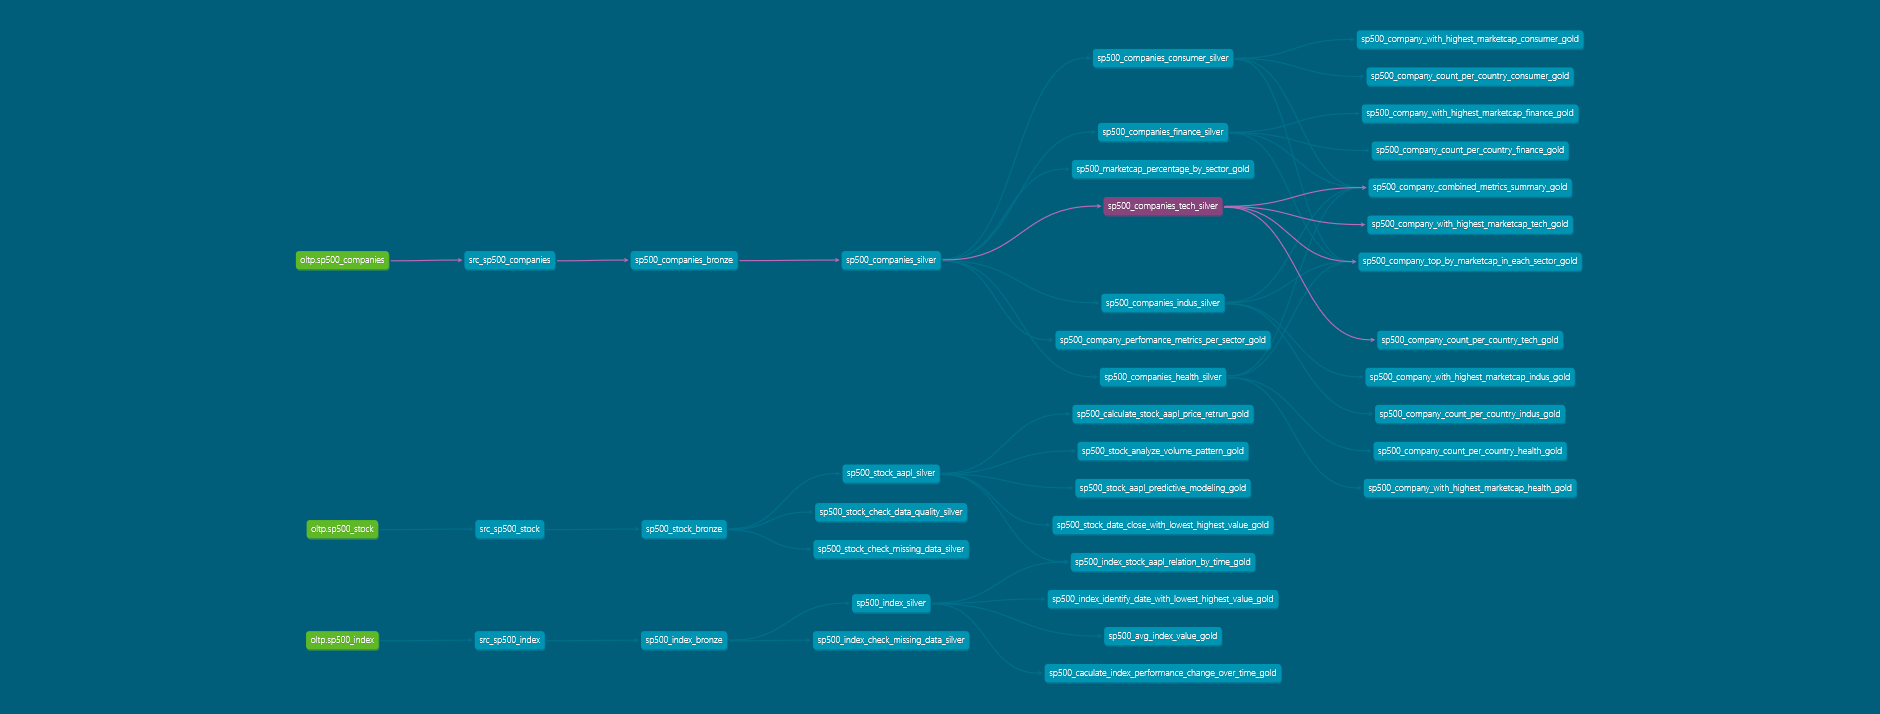 sp500_company_with_highest_marketcap_consumer_gold
sp500_companies_consumer_silver
sp500_company_count_per_country_consumer_gold
sp500_company_with_highest_marketcap_finance_gold
sp500_companies_finance_silver
sp500_company_count_per_country_finance_gold
sp500_marketcap_percentage_by_sector_gold
sp500_company_combined_metrics_summary_gold
sp500_companies_tech_silver
sp500_company_with_highest_marketcap_tech_gold
oltp.sp500_companies
src_sp500_companies
sp500_companies_bronze
sp500_companies_silver
sp500_company_top_by_marketcap_in_each_sector_gold
sp500_companies_indus_silver
sp500_company_perfomance_metrics_per_sector_gold
sp500_company_count_per_country_tech_gold
sp500_companies_health_silver
sp500_company_with_highest_marketcap_indus_gold
sp500_calculate_stock_aapl_price_retrun_gold
sp500_company_count_per_country_indus_gold
sp500_stock_analyze_volume_pattern_gold
sp500_company_count_per_country_health_gold
sp500_stock_aapl_silver
sp500_stock_aapl_predictive_modeling_gold
sp500_company_with_highest_marketcap_health_gold
sp500_stock_check_data_quality_silver
oltp.sp500_stock
src_sp500_stock
sp500_stock_bronze
sp500_stock_date_close_with_lowest_highest_value_gold
sp500_stock_check_missing_data_silver
sp500_index_stock_aapl_relation_by_time_gold
sp500_index_silver
sp500_index_identify_date_with_lowest_highest_value_gold
oltp.sp500_index
src_sp500_index
sp500_index_bronze
sp500_index_check_missing_data_silver
sp500_avg_index_value_gold
sp500_caculate_index_performance_change_over_time_gold